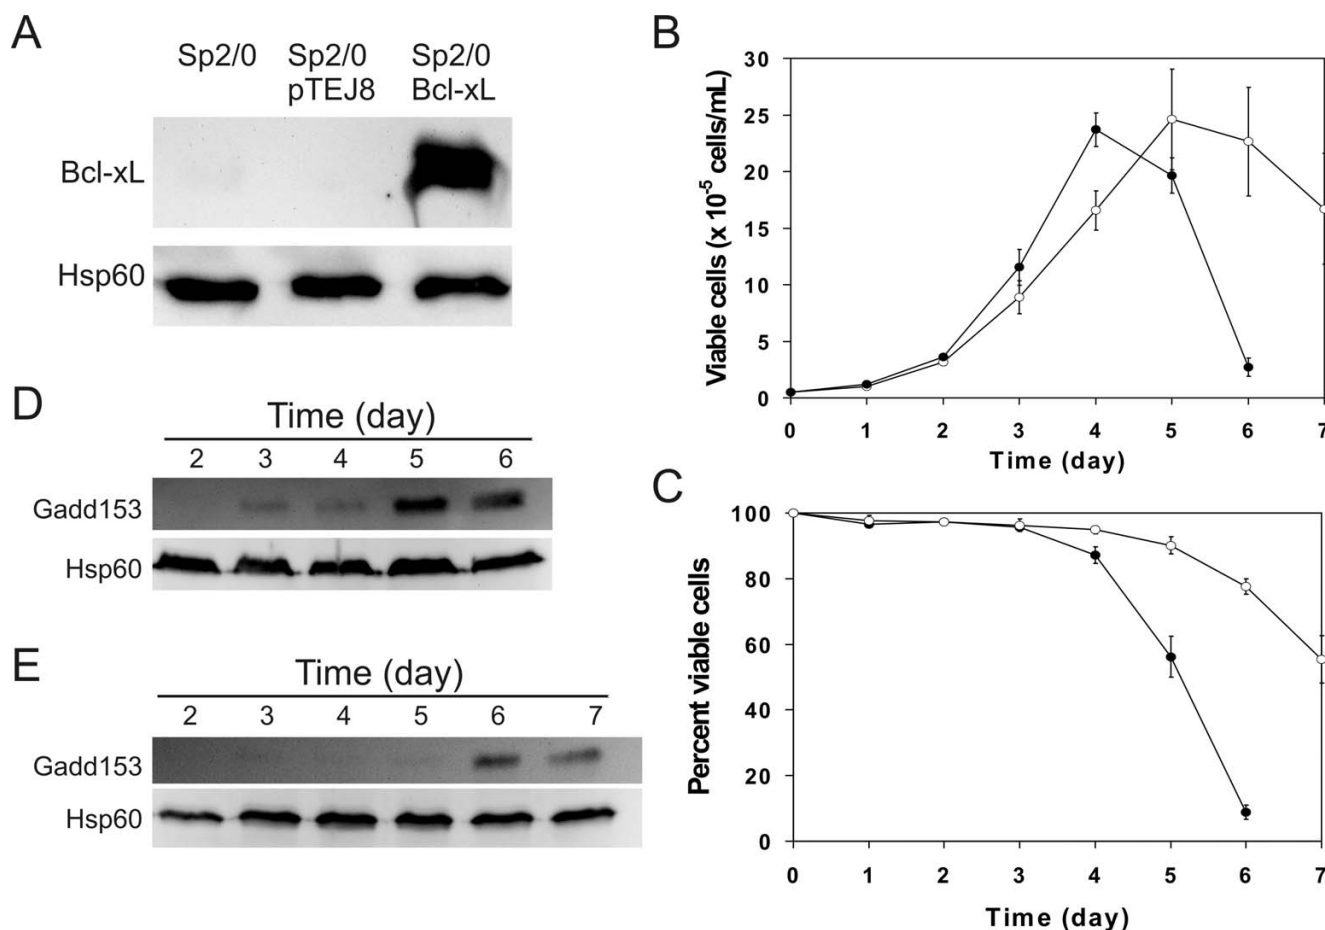 A
Sp2/0 Sp2/0 Sp2/0
pTEJ8 Bcl-xL
Bcl-xL
Hsp60
B
30
25
20
15
10
5
0
Viable cells (x 10⁻⁵ cells/mL)
0 1 2 3 4 5 6 7
Time (day)
D
Time (day)
2 3 4 5 6
Gadd153
Hsp60
C
100
80
60
40
20
0
Percent viable cells
0 1 2 3 4 5 6 7
Time (day)
E
Time (day)
2 3 4 5 6 7
Gadd153
Hsp60